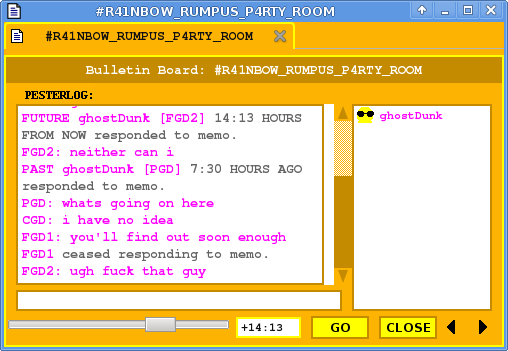 #R41NBOW_RUMPUS_P4RTY_ROOM
#R41NBOW_RUMPUS_P4RTY_ROOM
Bulletin Board: #R41NBOW_RUMPUS_P4RTY_ROOM
PESTERLOG:
FUTURE ghostDunk [FGD2] 14:13 HOURS
FROM NOW responded to memo.
FGD2: neither can i
PAST ghostDunk [PGD] 7:30 HOURS AGO
responded to memo.
PGD: whats going on here
CGD: i have no idea
FGD1: you'll find out soon enough
FGD1 ceased responding to memo.
FGD2: ugh fuck that guy
ghostDunk
+14:13
GO
CLOSE